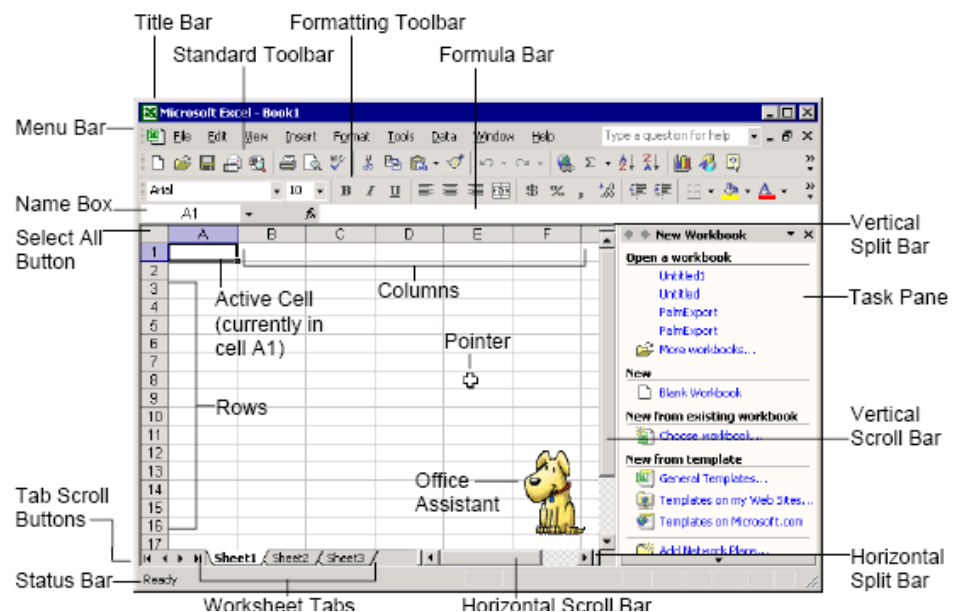 Title Bar
Formatting Toolbar
Standard Toolbar
Formula Bar
Microsoft Excel - Book1
Menu Bar
File Edit View Insert Format Tools Data Window Help Type a question for help
Arial 10 B I U $ % ,
Name Box
A1 fx
Select All
Button
A B C D E F
New Workbook
Vertical
Split Bar
1
Open a workbook
2
Untitled1
3
Active Cell
(currently in
cell A1)
Columns
Untitled
Task Pane
4
PalmExport
5
PalmExport
6
Pointer
More workbooks...
7
New
8
Blank Workbook
9
Rows
New from existing workbook
10
Vertical
Scroll Bar
11
Choose workbook...
12
New from template
13
Office
Assistant
General Templates...
14
Tab Scroll
Buttons
Templates on my Web Sites...
15
Templates on Microsoft.com
16
17
Add Network Place...
Sheet1 Sheet2 Sheet3
Horizontal
Split Bar
Status Bar
Ready
Worksheet Tabs
Horizontal Scroll Bar